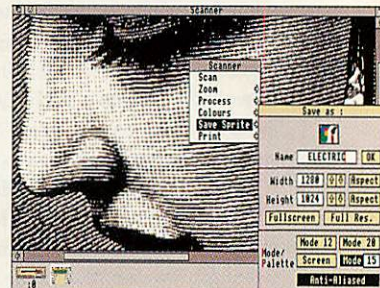 Scanner
Scanner
Scan
Zoom
Process
Colours
Save Sprite
Print
Save as :
Name ELECTRIC OK
Width 1280 Aspect
Height 1024 Aspect
Fullscreen Full Res.
Mode/
Palette
Mode 12 Mode 20
Screen Mode 15
Anti-Aliased
:0